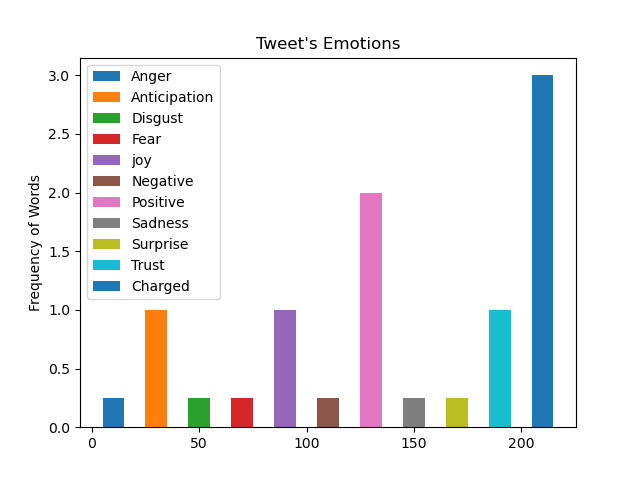 Tweet's Emotions
Anger
Anticipation
Disgust
Fear
joy
Negative
Positive
Sadness
Surprise
Trust
Charged
Frequency of Words
3.0
2.5
2.0
1.5
1.0
0.5
0.0
0 50 100 150 200